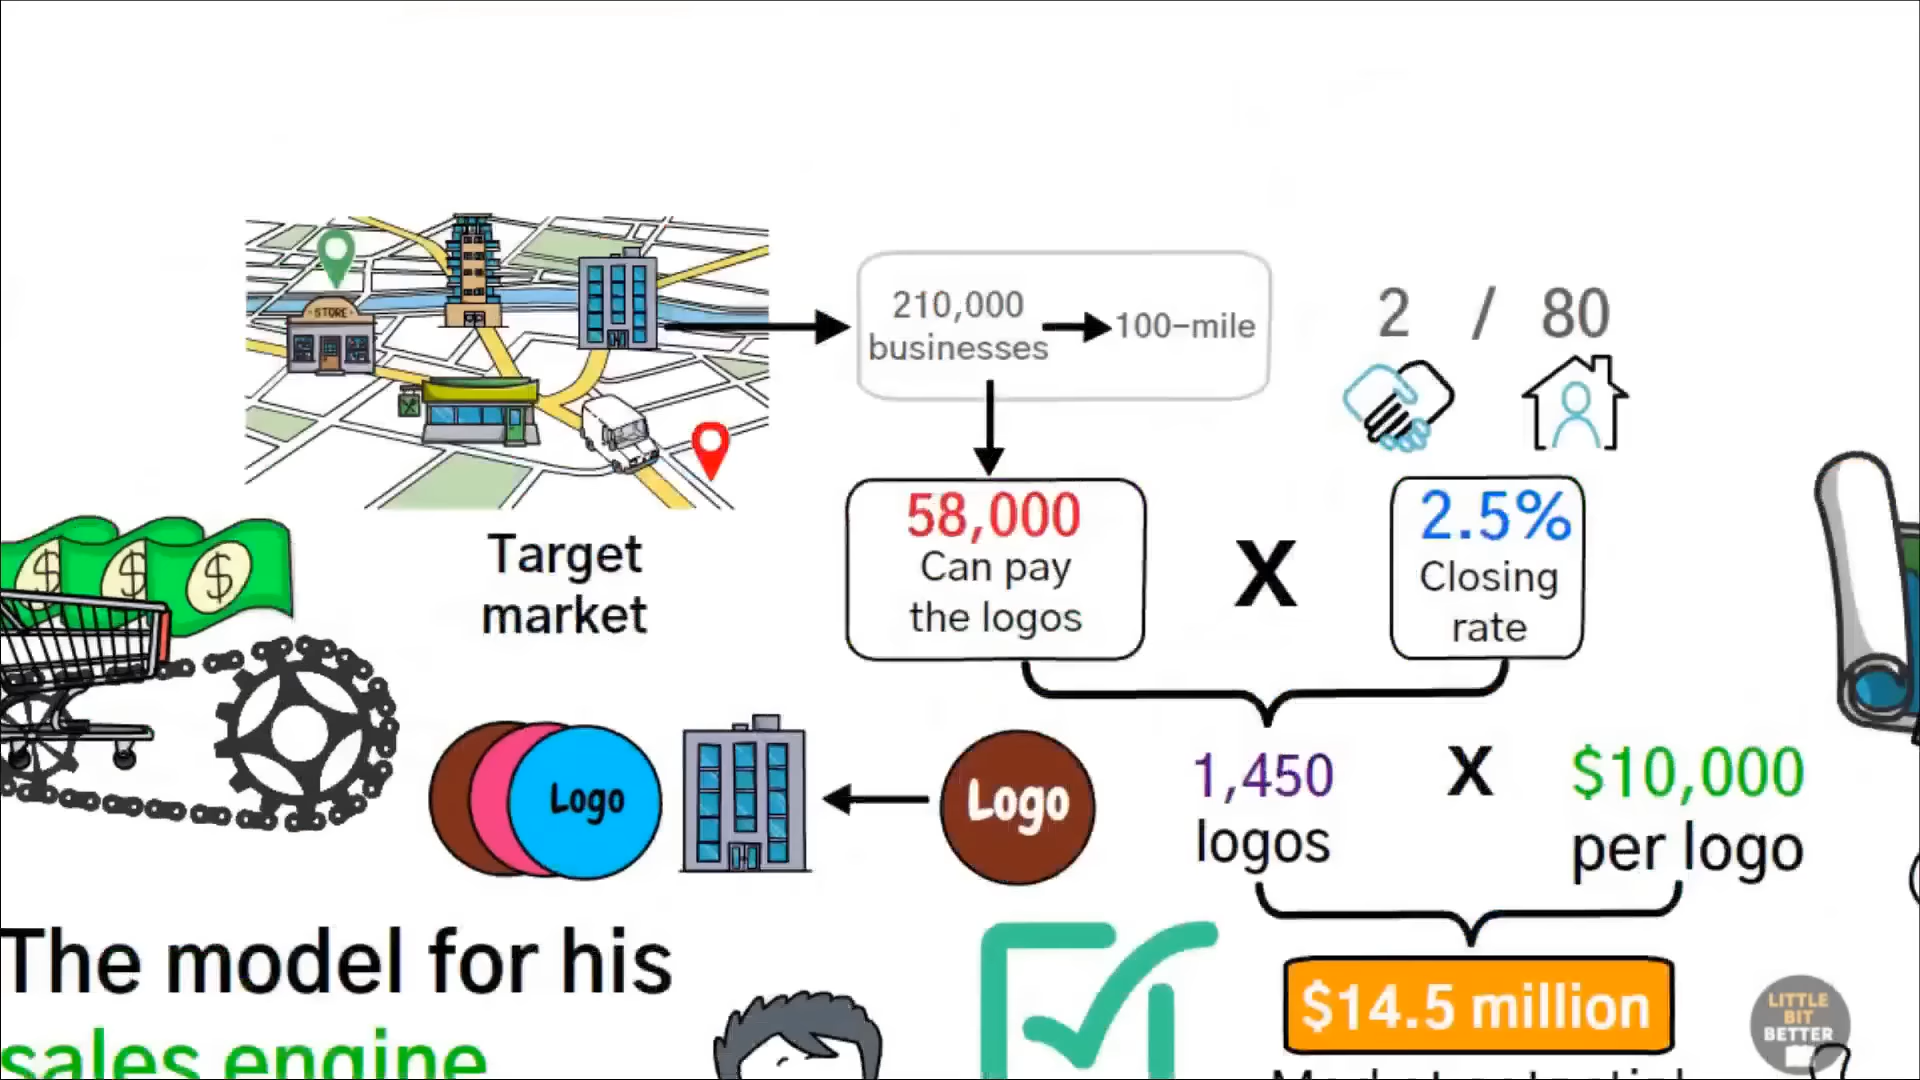 STORE
210,000
businesses
100-mile
2 / 80
58,000
Can pay
the logos
X
2.5%
Closing
rate
Target
market
Logo
Logo
1,450
logos
X
$10,000
per logo
The model for his
sales engine
$14.5 million
Market potential
LITTLE
BIT
BETTER